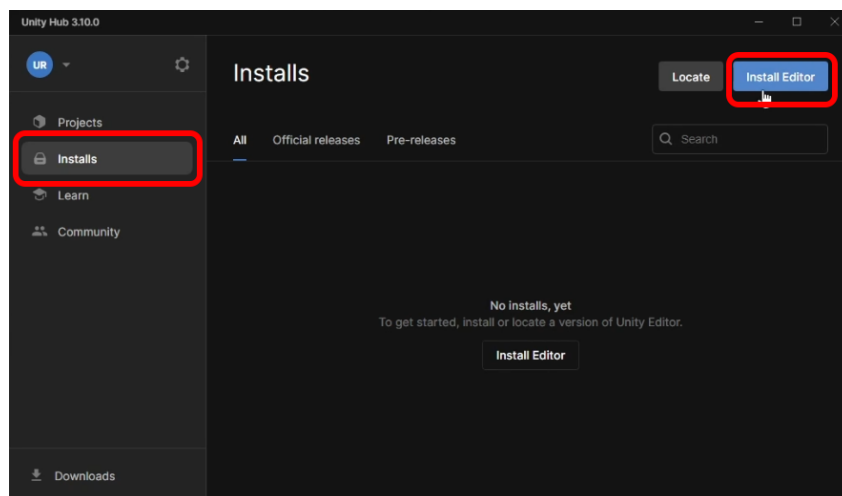 Unity Hub 3.10.0
UR
Installs
Locate
Install Editor
Projects
Installs
Learn
Community
All
Official releases
Pre-releases
Search
No installs, yet
To get started, install or locate a version of Unity Editor.
Install Editor
Downloads